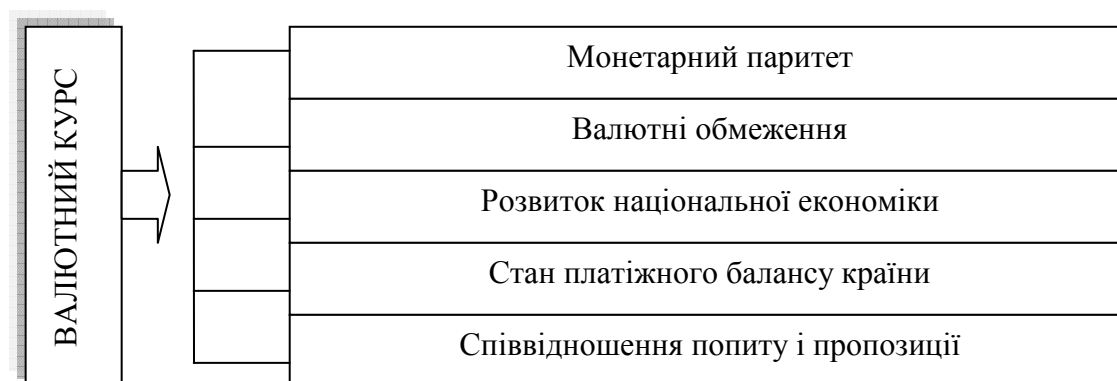 ВАЛЮТНИЙ КУРС
Монетарний паритет
Валютні обмеження
Розвиток національної економіки
Стан платіжного балансу країни
Співвідношення попиту і пропозиції